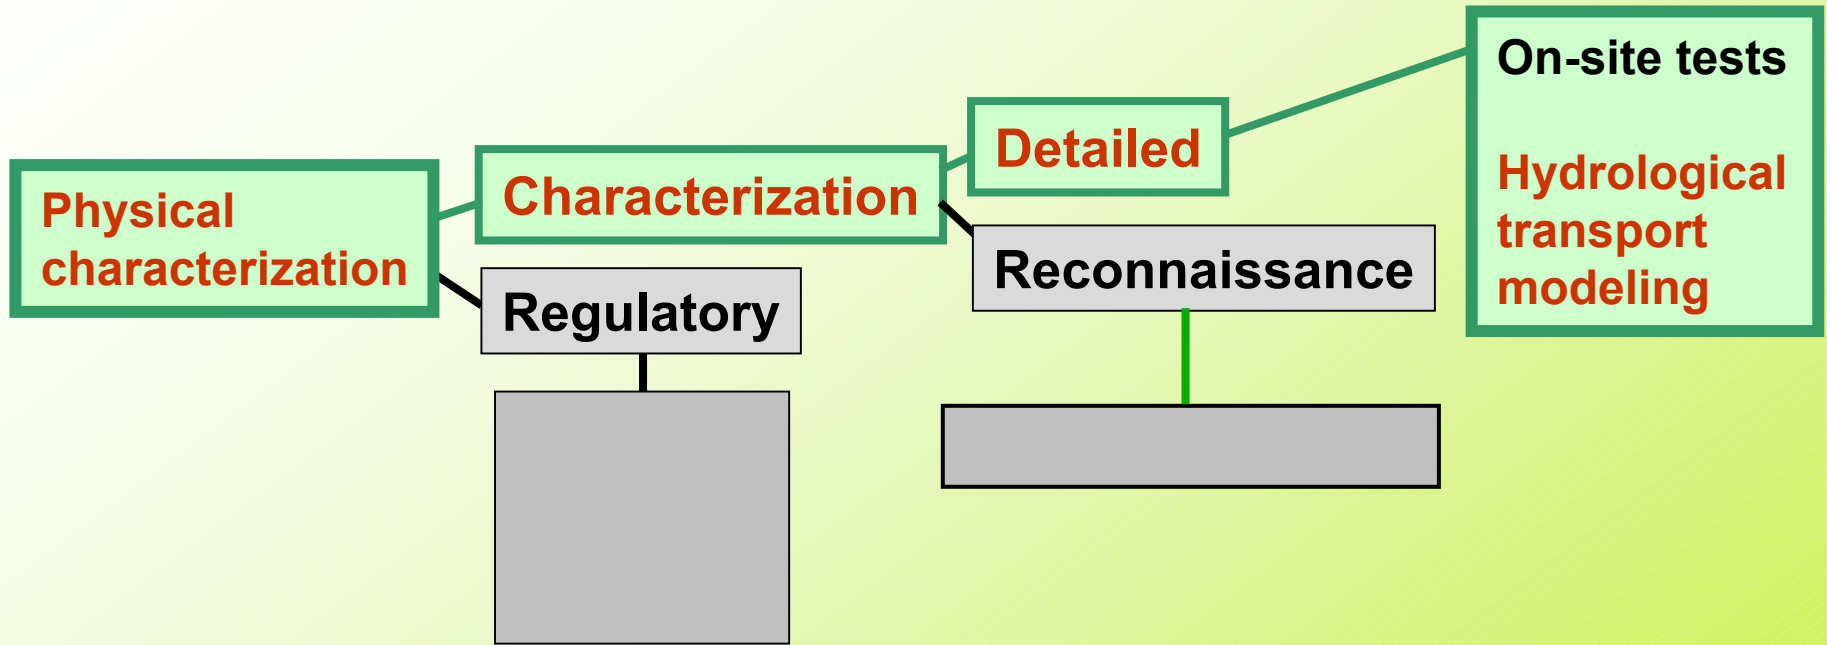 Physical
characterization
Characterization
Regulatory
Detailed
Reconnaissance
On-site tests
Hydrological
transport
modeling